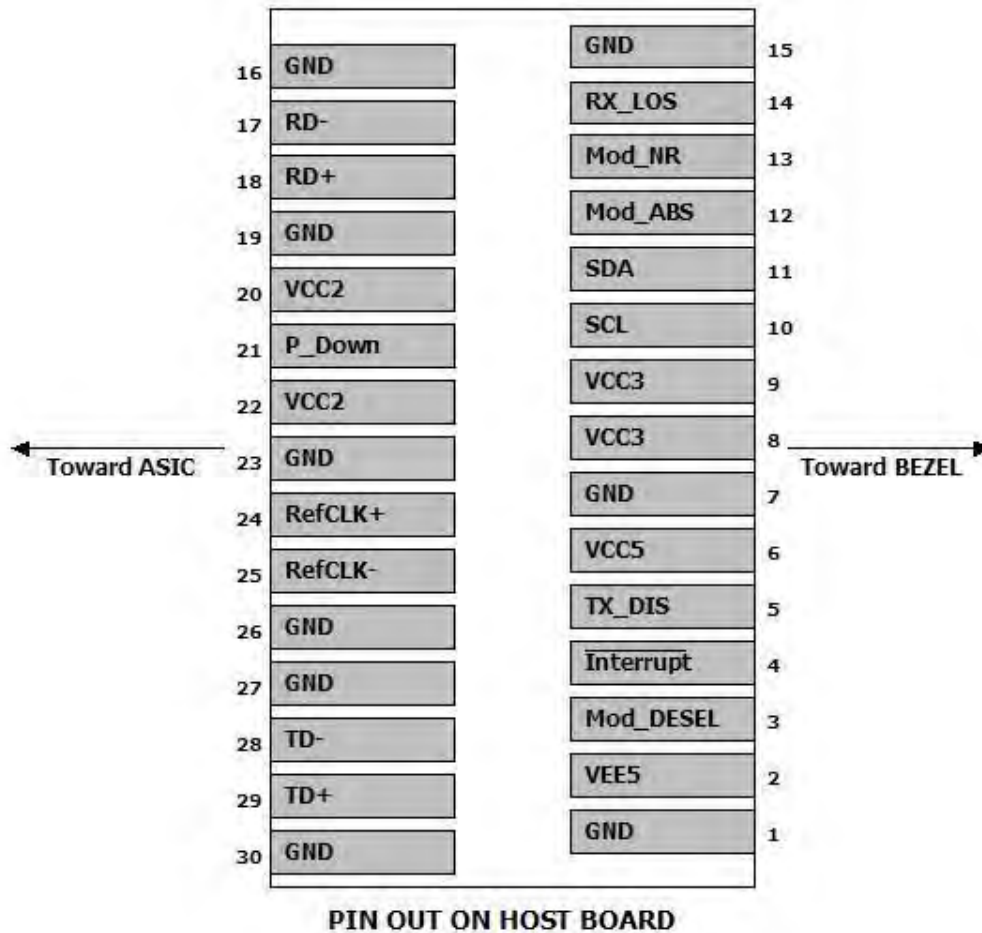 GND 15
16 GND
RX_LOS 14
17 RD-
Mod_NR 13
18 RD+
Mod_ABS 12
19 GND
SDA 11
20 VCC2
SCL 10
21 P_Down
VCC3 9
22 VCC2
VCC3 8
23 GND
Toward ASIC
Toward BEZEL
GND 7
24 RefCLK+
VCC5 6
25 RefCLK-
TX_DIS 5
26 GND
Interrupt 4
27 GND
Mod_DESEL 3
28 TD-
VEE5 2
29 TD+
GND 1
30 GND
PIN OUT ON HOST BOARD